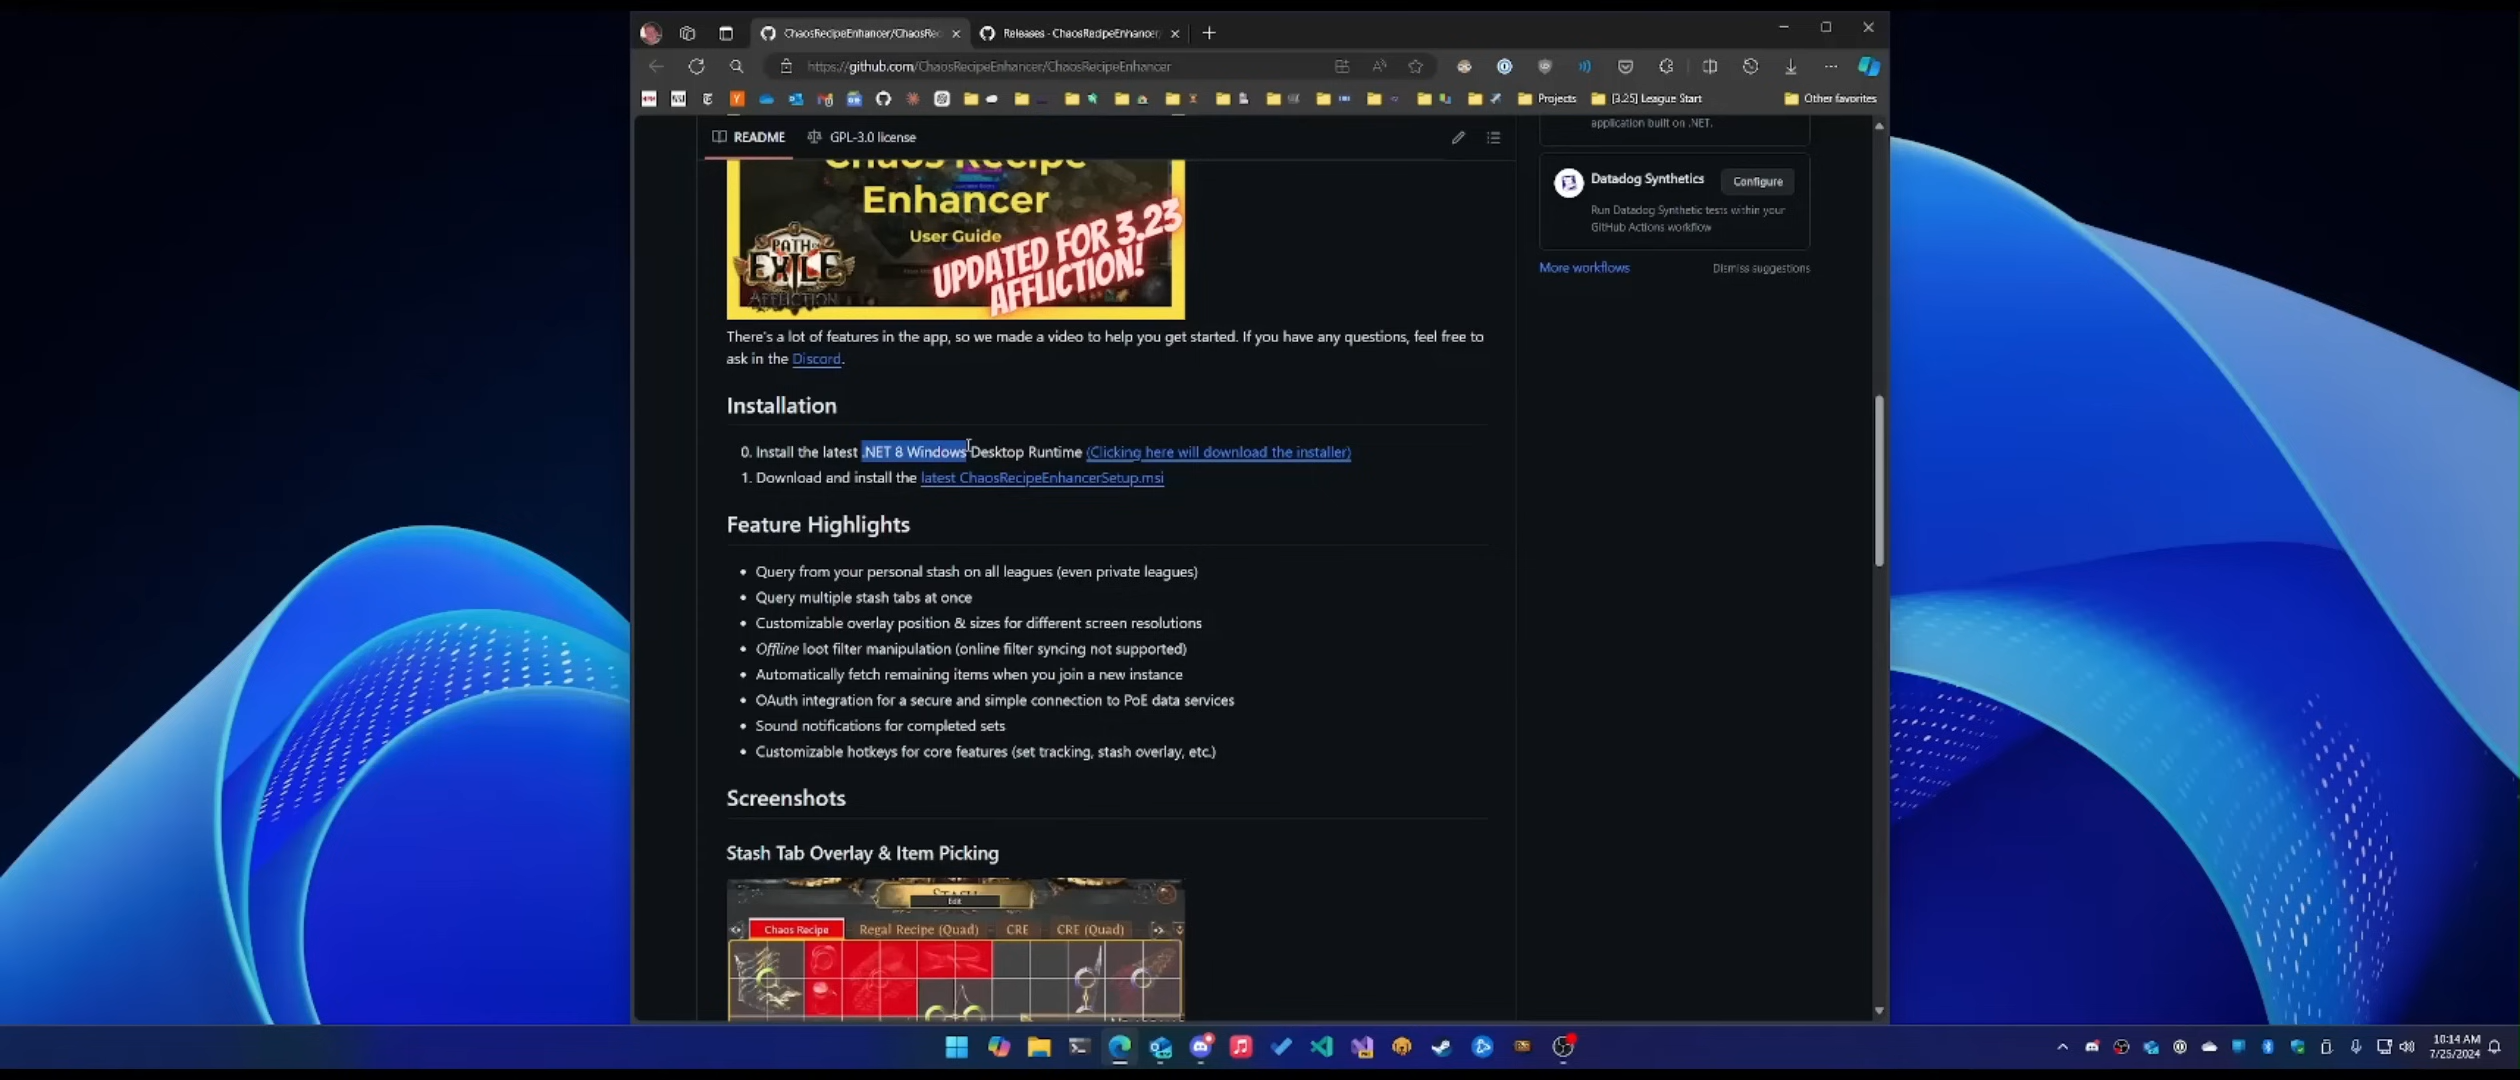 ChaosRecipeEnhancer/ChaosRec
Releases · ChaosRecipeEnhancer
https://github.com/ChaosRecipeEnhancer/ChaosRecipeEnhancer
Projects
[3.25] League Start
Other favorites
README
GPL-3.0 license
application built on .NET.
Datadog Synthetics
Configure
Run Datadog Synthetic tests within your
GitHub Actions workflow
More workflows
Dismiss suggestions
Chaos Recipe
Enhancer
User Guide
UPDATED FOR 3.23
AFFLICTION!
PATH OF
EXILE
AFFLICTION
There's a lot of features in the app, so we made a video to help you get started. If you have any questions, feel free to
ask in the Discord.
Installation
0. Install the latest .NET 8 Windows Desktop Runtime (Clicking here will download the installer)
1. Download and install the latest ChaosRecipeEnhancerSetup.msi
Feature Highlights
• Query from your personal stash on all leagues (even private leagues)
• Query multiple stash tabs at once
• Customizable overlay position & sizes for different screen resolutions
• Offline loot filter manipulation (online filter syncing not supported)
• Automatically fetch remaining items when you join a new instance
• OAuth integration for a secure and simple connection to PoE data services
• Sound notifications for completed sets
• Customizable hotkeys for core features (set tracking, stash overlay, etc.)
Screenshots
Stash Tab Overlay & Item Picking
STASH
Edit
Chaos Recipe
Regal Recipe (Quad)
CRE
CRE (Quad)
10:14 AM
7/25/2024